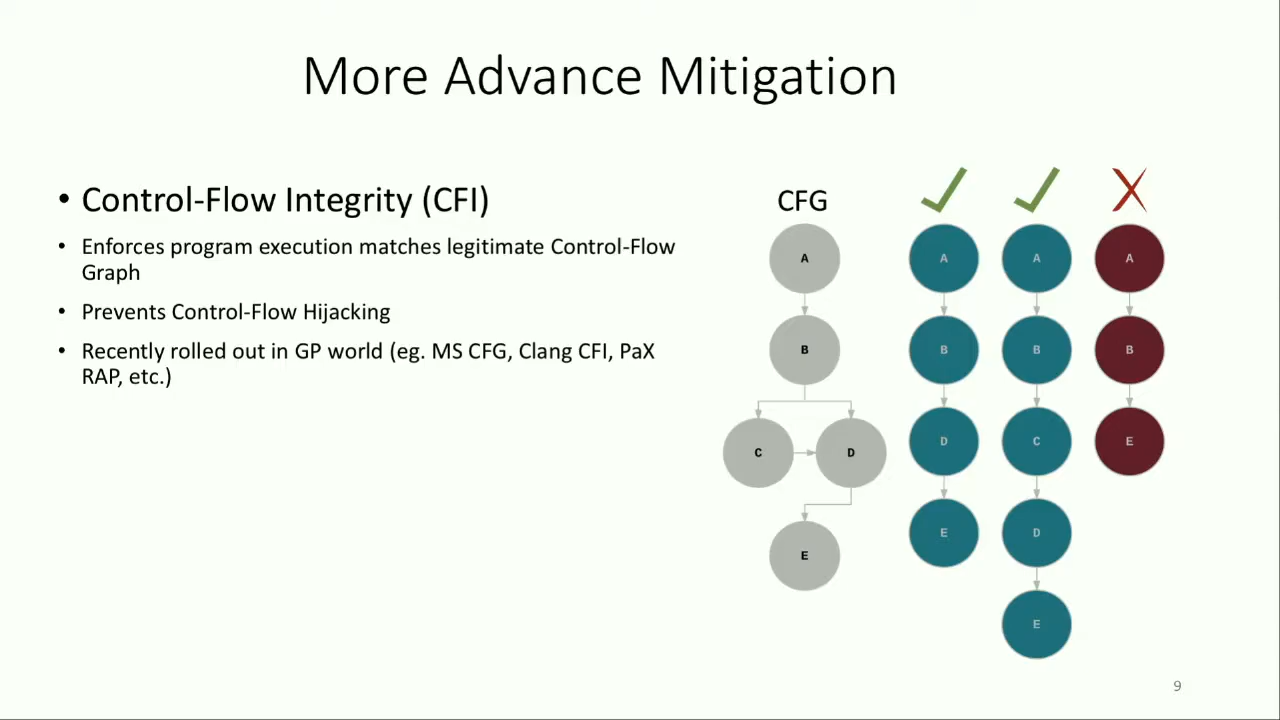 More Advance Mitigation
• Control-Flow Integrity (CFI)
• Enforces program execution matches legitimate Control-Flow
Graph
• Prevents Control-Flow Hijacking
• Recently rolled out in GP world (eg. MS CFG, Clang CFI, PaX
RAP, etc.)
CFG
A
B
C D
E
A
B
D
E
A
B
C
D
E
A
B
E
9